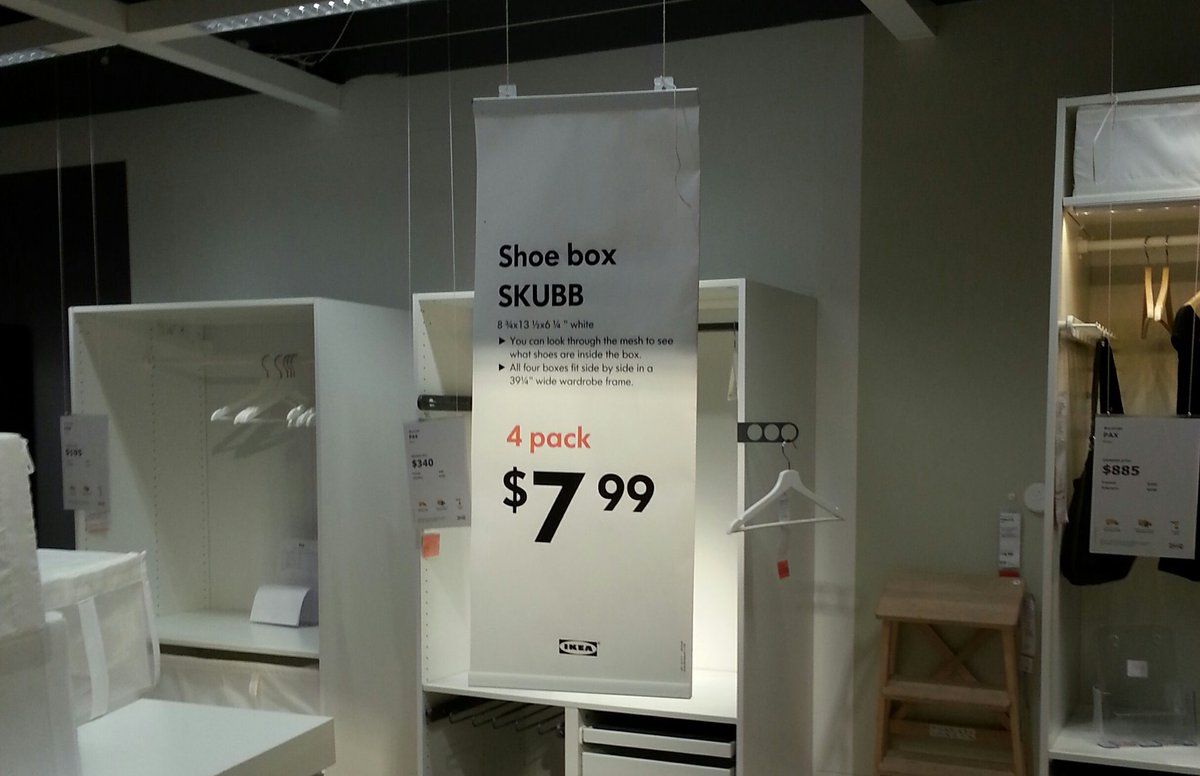 Shoe box
SKUBB
8 ¾x13 ½x6 ¼ " white
▶ You can look through the mesh to see
what shoes are inside the box.
▶ All four boxes fit side by side in a
39¼" wide wardrobe frame.
4 pack
$7 99
IKEA
PAX
$340
PAX
$885